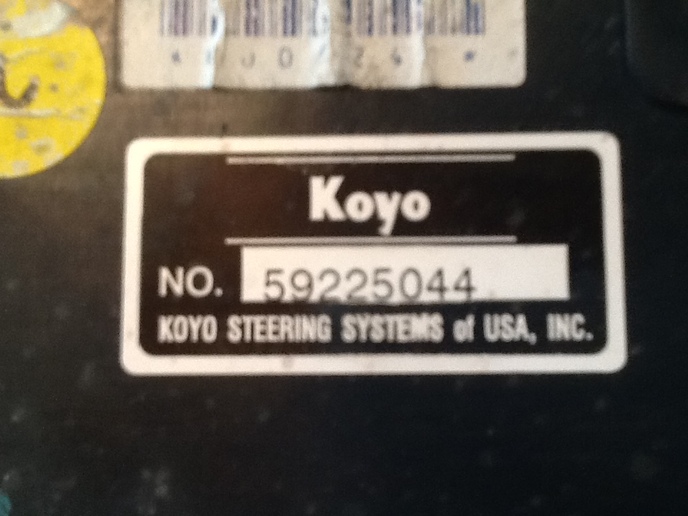 Koyo
NO. 59225044
KOYO STEERING SYSTEMS of USA, INC.